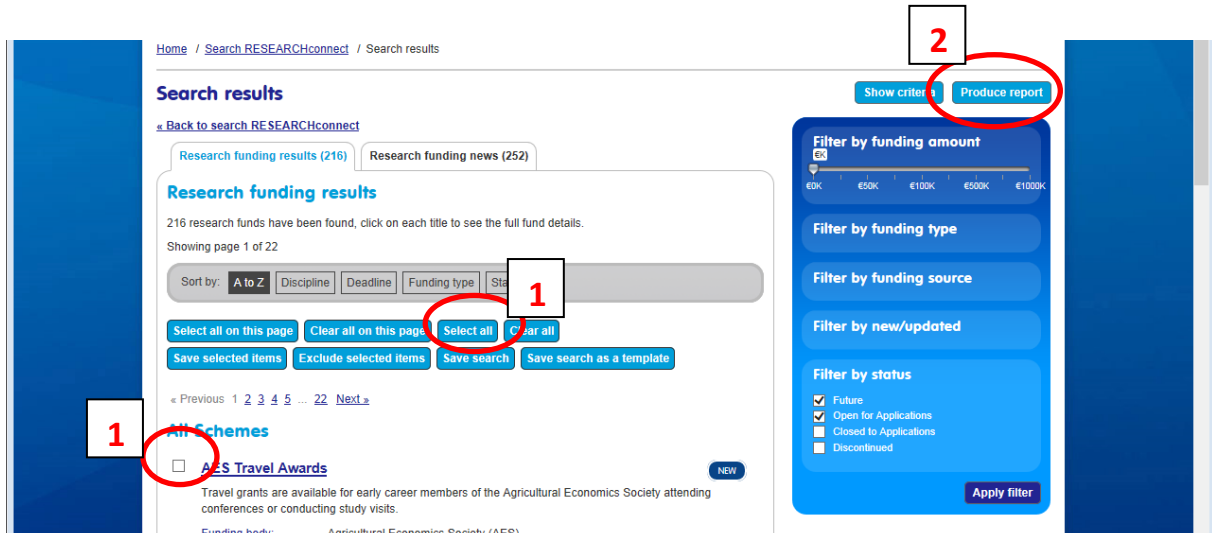 2
Home / Search RESEARCHconnect / Search results
Search results
Show criteria Produce report
« Back to search RESEARCHconnect
Research funding results (216) Research funding news (252)
Research funding results
216 research funds have been found, click on each title to see the full fund details.
Showing page 1 of 22
Sort by: A to Z Discipline Deadline Funding type
1
Select all on this page Clear all on this page Select all Clear all
Save selected items Exclude selected items Save search Save search as a template
« Previous 1 2 3 4 5 ... 22 Next »
1
All Schemes
AES Travel Awards NEW
Travel grants are available for early career members of the Agricultural Economics Society attending
conferences or conducting study visits.
Funding body: Agricultural Economics Society (AES)
Filter by funding amount
€K
€0K €50K €100K €500K €1000K
Filter by funding type
Filter by funding source
Filter by new/updated
Filter by status
Future
Open for Applications
Closed to Applications
Discontinued
Apply filter